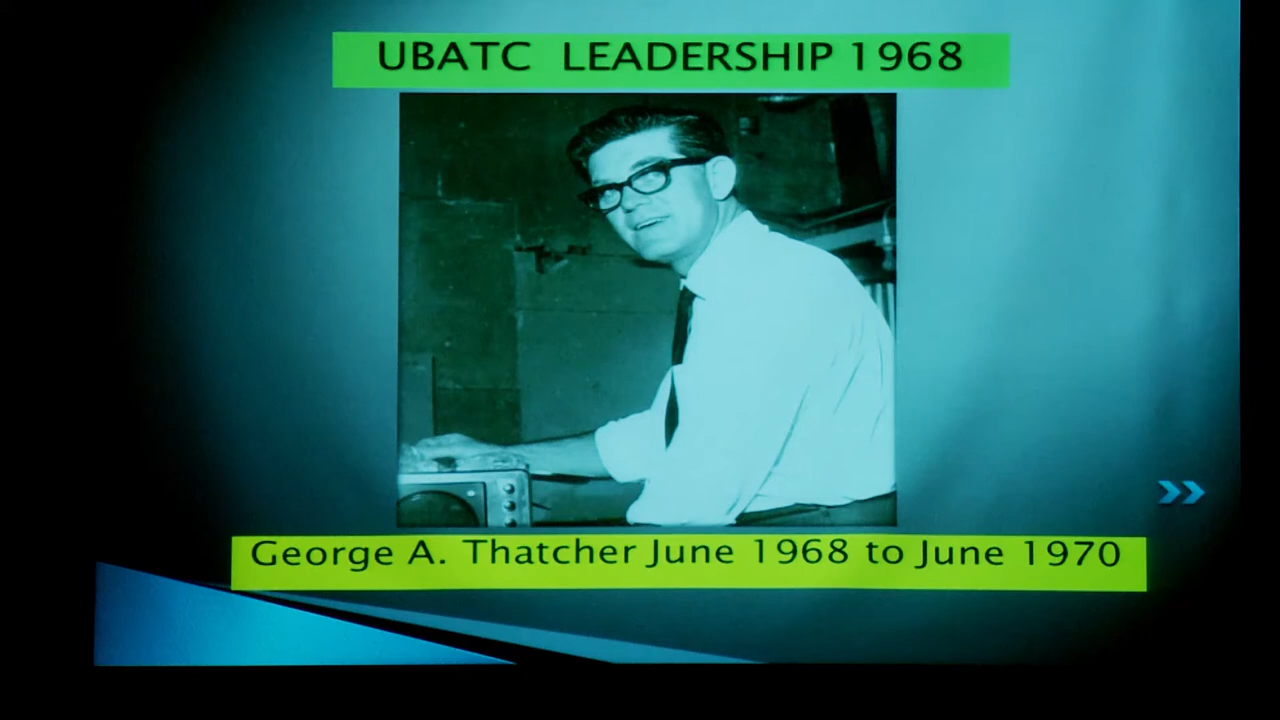 UBATC LEADERSHIP 1968
George A. Thatcher June 1968 to June 1970